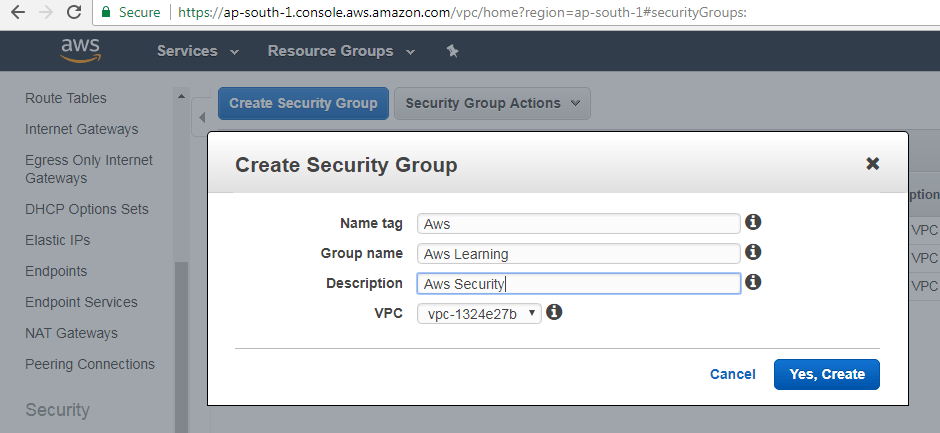 Secure https://ap-south-1.console.aws.amazon.com/vpc/home?region=ap-south-1#securityGroups:
aws Services Resource Groups
Route Tables
Internet Gateways
Egress Only Internet
Gateways
DHCP Options Sets
Elastic IPs
Endpoints
Endpoint Services
NAT Gateways
Peering Connections
Security
Create Security Group Security Group Actions
Create Security Group
Name tag Aws
Group name Aws Learning
Description Aws Security
VPC vpc-1324e27b
Cancel Yes, Create
ption
VPC
VPC
VPC